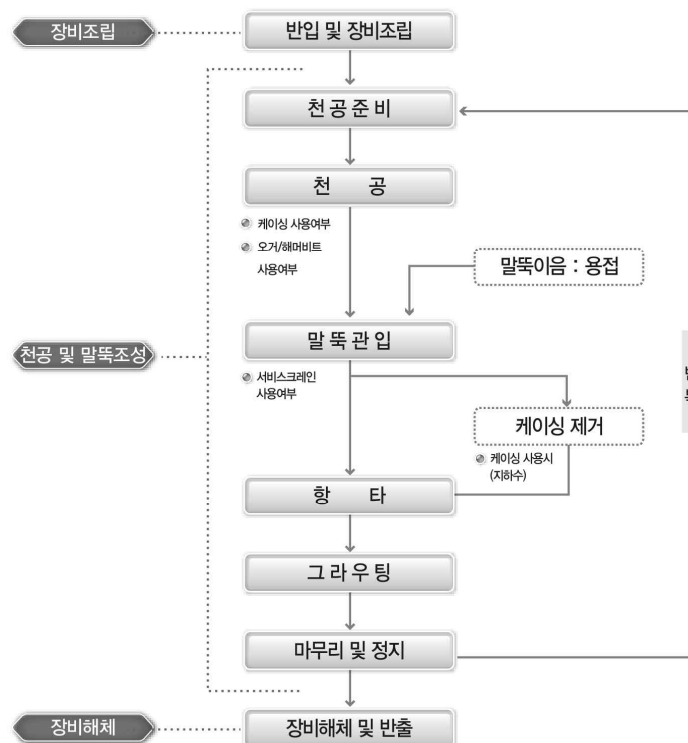 장비조립
반입 및 장비조립
천공준비
천 공
케이싱 사용여부
오거/해머비트
사용여부
말뚝이음 : 용접
천공 및 말뚝조성
말뚝관입
서비스크레인
사용여부
케이싱 제거
케이싱 사용시
(지하수)
항 타
그라우팅
마무리 및 정지
장비해체
장비해체 및 반출